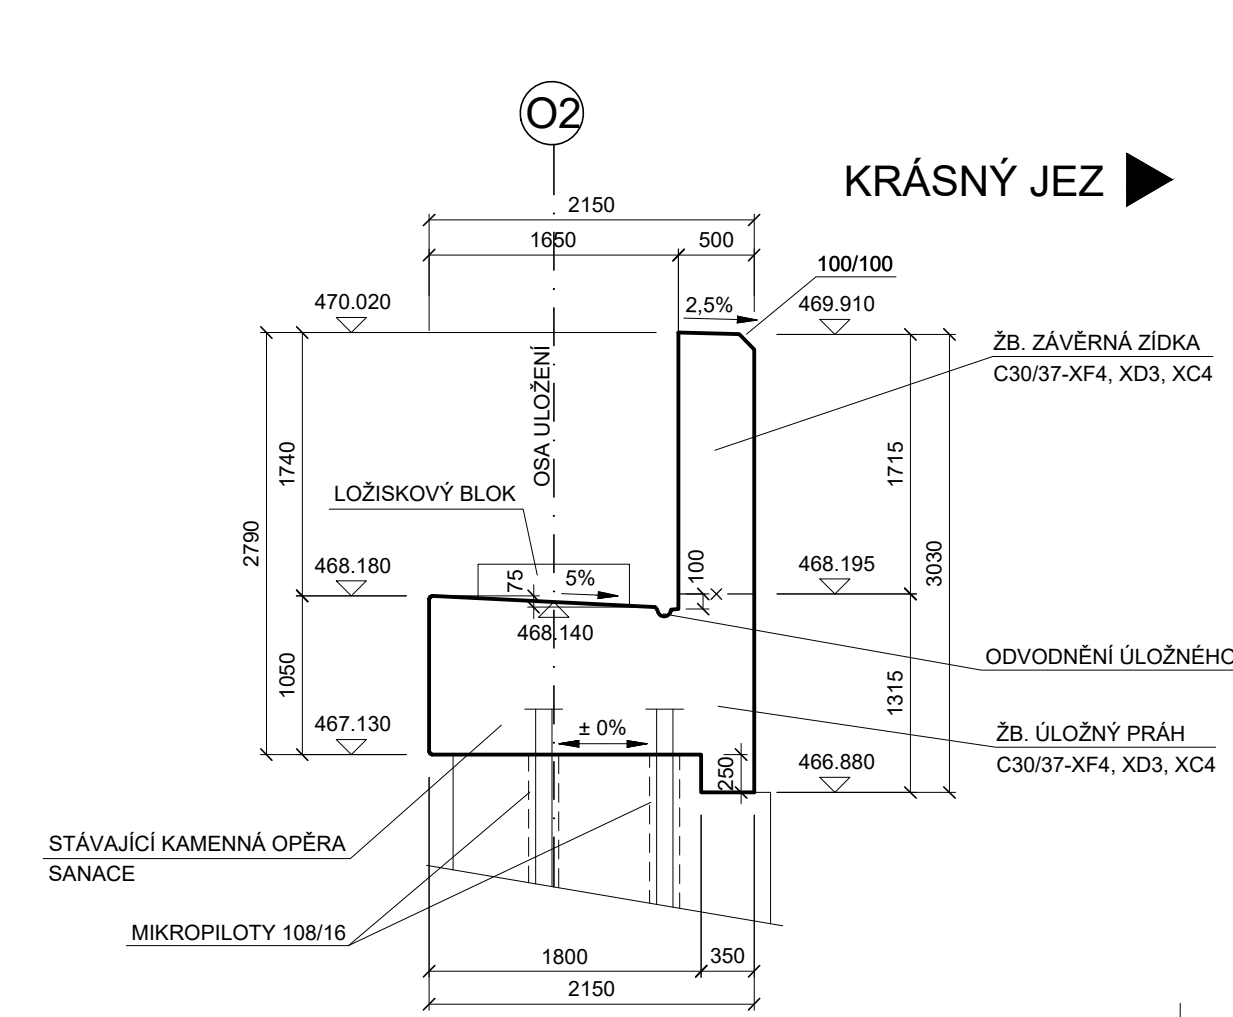 O2
KRÁSNÝ JEZ
2150
1650
500
100/100
470.020
2,5%
469.910
ŽB. ZÁVĚRNÁ ZÍDKA
C30/37-XF4, XD3, XC4
OSA ULOŽENÍ
1740
1715
LOŽISKOVÝ BLOK
2790
3030
468.180
75
5%
100
468.195
468.140
ODVODNĚNÍ ÚLOŽNÉHO
1050
1315
467.130
± 0%
ŽB. ÚLOŽNÝ PRÁH
C30/37-XF4, XD3, XC4
250
466.880
STÁVAJÍCÍ KAMENNÁ OPĚRA
SANACE
MIKROPILOTY 108/16
1800
350
2150